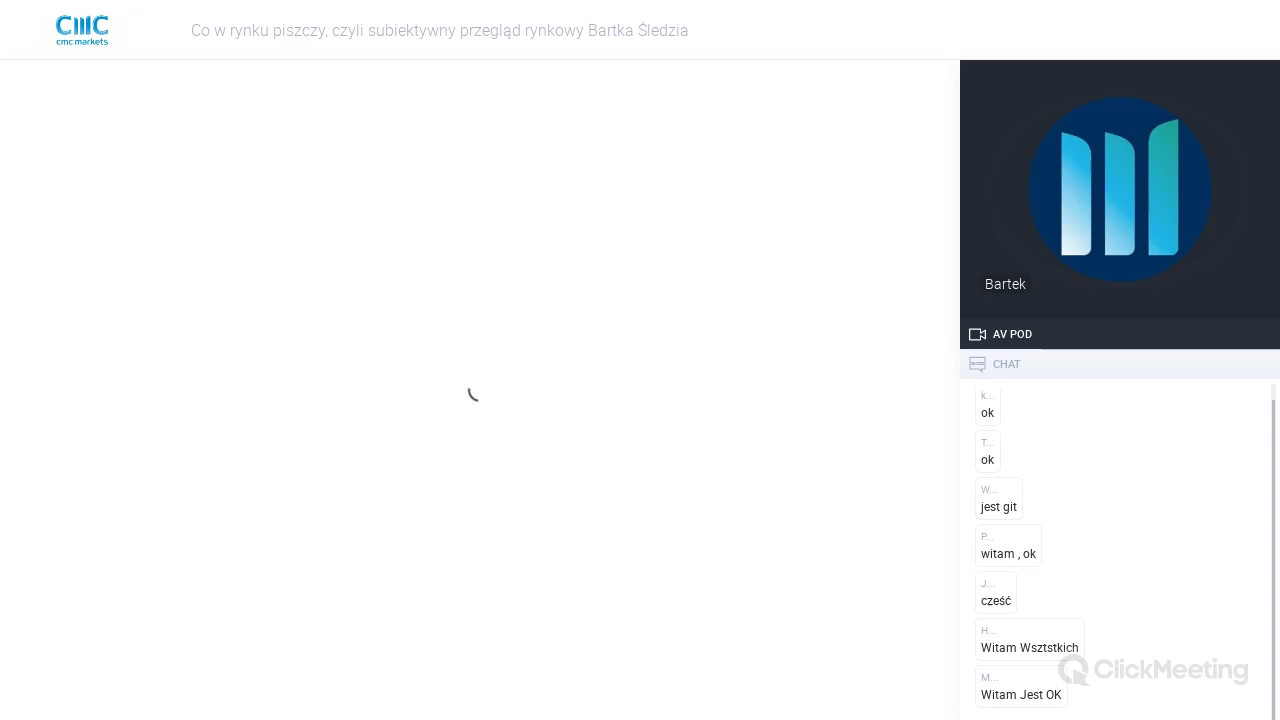 CMC
cmc markets
Co w rynku piszczy, czyli subiektywny przegląd rynkowy Bartka Śledzia
Bartek
AV POD
CHAT
k...
ok
T...
ok
W...
jest git
P...
witam , ok
J...
cześć
H...
Witam Wsztstkich
M...
Witam Jest OK
ClickMeeting